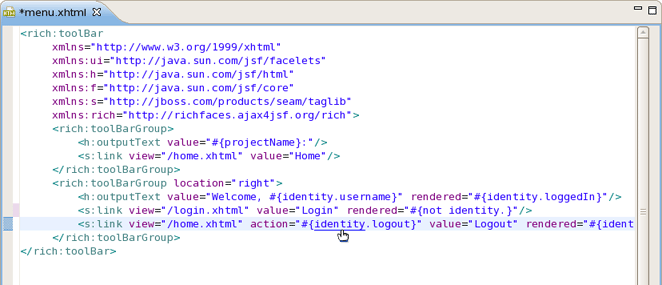 *menu.xhtml
<rich:toolBar
xmlns="http://www.w3.org/1999/xhtml"
xmlns:ui="http://java.sun.com/jsf/facelets"
xmlns:h="http://java.sun.com/jsf/html"
xmlns:f="http://java.sun.com/jsf/core"
xmlns:s="http://jboss.com/products/seam/taglib"
xmlns:rich="http://richfaces.ajax4jsf.org/rich">
<rich:toolBarGroup>
<h:outputText value="#{projectName}:"/>
<s:link view="/home.xhtml" value="Home"/>
</rich:toolBarGroup>
<rich:toolBarGroup location="right">
<h:outputText value="Welcome, #{identity.username}" rendered="#{identity.loggedIn}"/>
<s:link view="/login.xhtml" value="Login" rendered="#{not identity.}"/>
<s:link view="/home.xhtml" action="#{identity.logout}" value="Logout" rendered="#{ident
</rich:toolBarGroup>
</rich:toolBar>